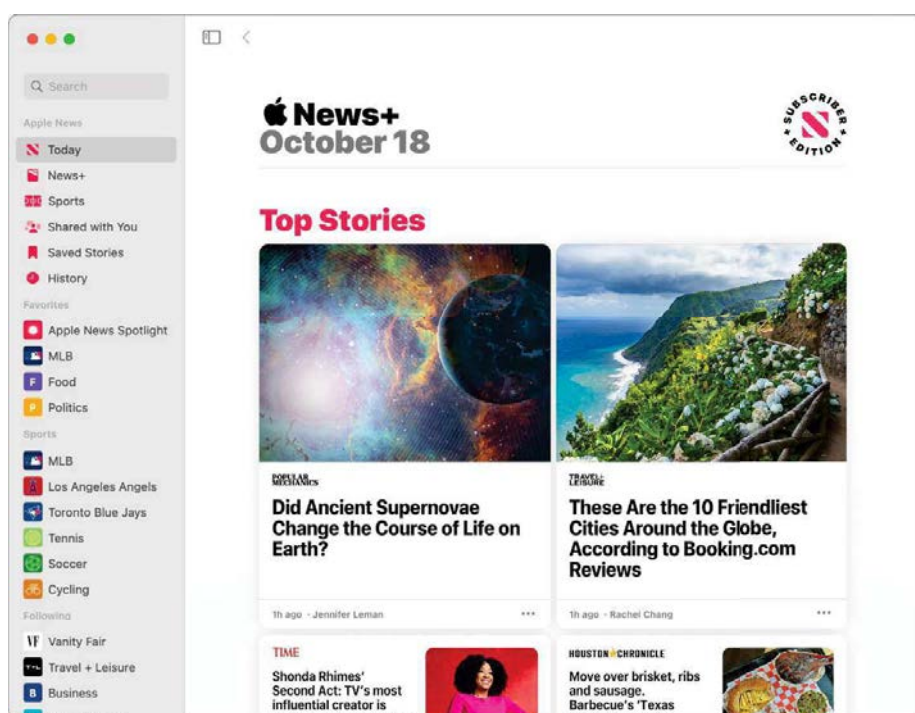 Search
Apple News
Today
News+
Sports
Shared with You
Saved Stories
History
Favorites
Apple News Spotlight
MLB
F Food
P Politics
Sports
MLB
Los Angeles Angels
Toronto Blue Jays
Tennis
Soccer
Cycling
Following
VF Vanity Fair
T+L Travel + Leisure
B Business
News+
October 18
SUBSCRIBER EDITION
Top Stories
POPULAR
MECHANICS
Did Ancient Supernovae
Change the Course of Life on
Earth?
1h ago · Jennifer Leman
TRAVEL+
LEISURE
These Are the 10 Friendliest
Cities Around the Globe,
According to Booking.com
Reviews
1h ago · Rachel Chang
TIME
Shonda Rhimes'
Second Act: TV's most
influential creator is
HOUSTON CHRONICLE
Move over brisket, ribs
and sausage.
Barbecue's 'Texas